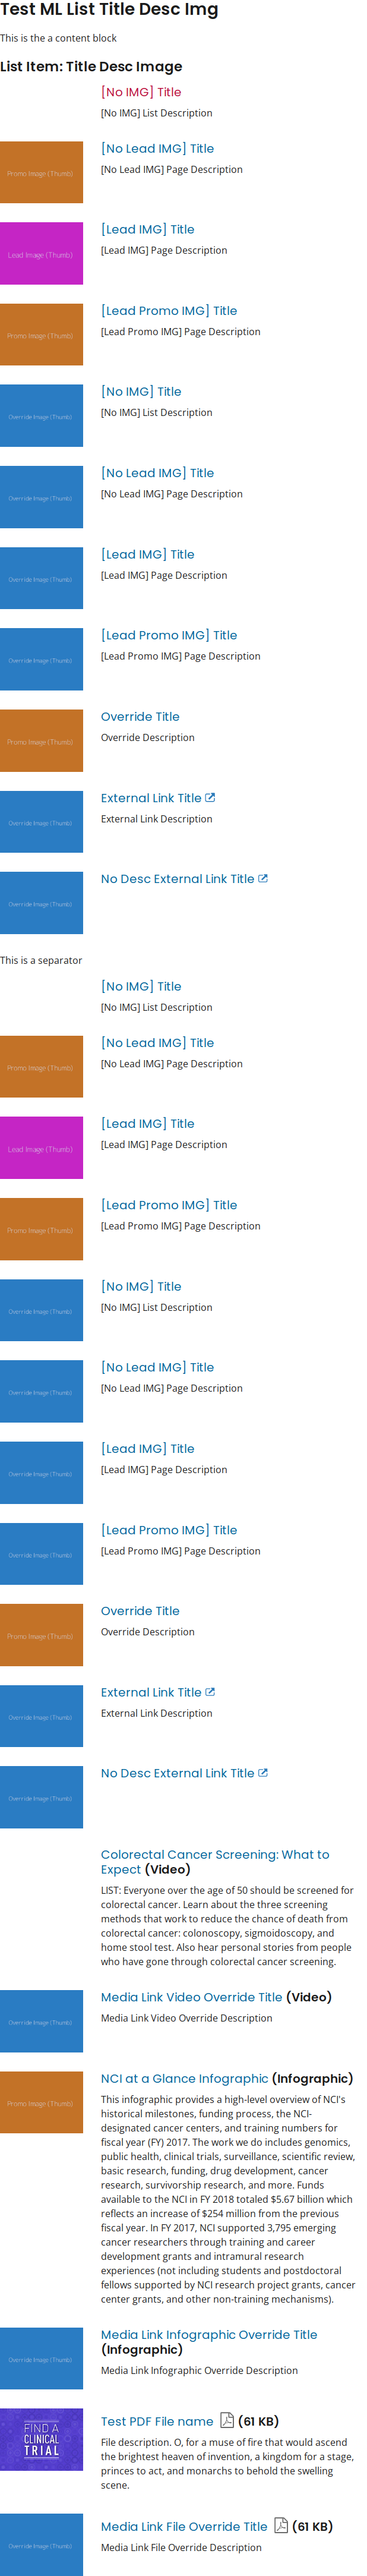 Test ML List Title Desc Img
This is the a content block
List Item: Title Desc Image
[No IMG] Title
[No IMG] List Description
Promo Image (Thumb)
[No Lead IMG] Title
[No Lead IMG] Page Description
Lead Image (Thumb)
[Lead IMG] Title
[Lead IMG] Page Description
Promo Image (Thumb)
[Lead Promo IMG] Title
[Lead Promo IMG] Page Description
Override Image (Thumb)
[No IMG] Title
[No IMG] List Description
Override Image (Thumb)
[No Lead IMG] Title
[No Lead IMG] Page Description
Override Image (Thumb)
[Lead IMG] Title
[Lead IMG] Page Description
Override Image (Thumb)
[Lead Promo IMG] Title
[Lead Promo IMG] Page Description
Promo Image (Thumb)
Override Title
Override Description
Override Image (Thumb)
External Link Title
External Link Description
Override Image (Thumb)
No Desc External Link Title
This is a separator
[No IMG] Title
[No IMG] List Description
Promo Image (Thumb)
[No Lead IMG] Title
[No Lead IMG] Page Description
Lead Image (Thumb)
[Lead IMG] Title
[Lead IMG] Page Description
Promo Image (Thumb)
[Lead Promo IMG] Title
[Lead Promo IMG] Page Description
Override Image (Thumb)
[No IMG] Title
[No IMG] List Description
Override Image (Thumb)
[No Lead IMG] Title
[No Lead IMG] Page Description
Override Image (Thumb)
[Lead IMG] Title
[Lead IMG] Page Description
Override Image (Thumb)
[Lead Promo IMG] Title
[Lead Promo IMG] Page Description
Promo Image (Thumb)
Override Title
Override Description
Override Image (Thumb)
External Link Title
External Link Description
Override Image (Thumb)
No Desc External Link Title
Colorectal Cancer Screening: What to
Expect (Video)
LIST: Everyone over the age of 50 should be screened for
colorectal cancer. Learn about the three screening
methods that work to reduce the chance of death from
colorectal cancer: colonoscopy, sigmoidoscopy, and
home stool test. Also hear personal stories from people
who have gone through colorectal cancer screening.
Override Image (Thumb)
Media Link Video Override Title (Video)
Media Link Video Override Description
Promo Image (Thumb)
NCI at a Glance Infographic (Infographic)
This infographic provides a high-level overview of NCI's
historical milestones, funding process, the NCI-
designated cancer centers, and training numbers for
fiscal year (FY) 2017. The work we do includes genomics,
public health, clinical trials, surveillance, scientific review,
basic research, funding, drug development, cancer
research, survivorship research, and more. Funds
available to the NCI in FY 2018 totaled $5.67 billion which
reflects an increase of $254 million from the previous
fiscal year. In FY 2017, NCI supported 3,795 emerging
cancer researchers through training and career
development grants and intramural research
experiences (not including students and postdoctoral
fellows supported by NCI research project grants, cancer
center grants, and other non-training mechanisms).
Override Image (Thumb)
Media Link Infographic Override Title
(Infographic)
Media Link Infographic Override Description
FIND A
CLINICAL
TRIAL
Test PDF File name (61 KB)
File description. O, for a muse of fire that would ascend
the brightest heaven of invention, a kingdom for a stage,
princes to act, and monarchs to behold the swelling
scene.
Override Image (Thumb)
Media Link File Override Title (61 KB)
Media Link File Override Description